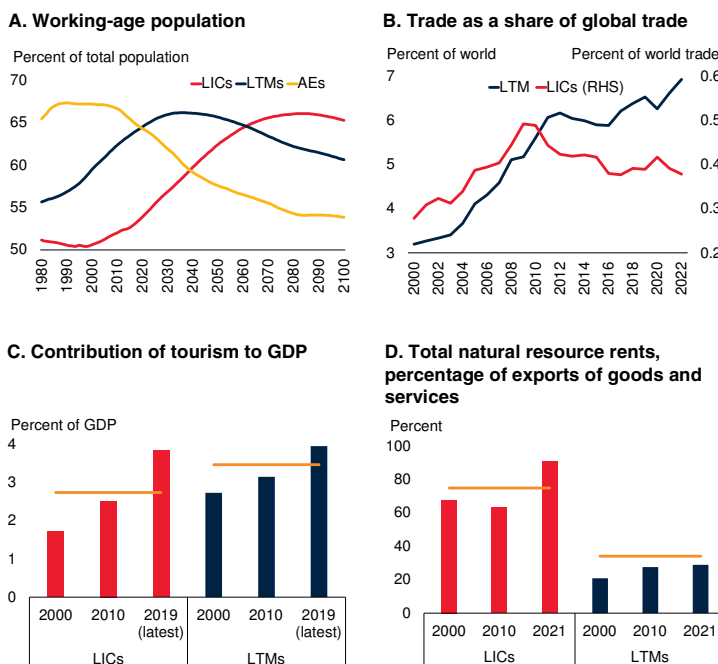 A. Working-age population
Percent of total population
LICs LTMs AEs
70
65
60
55
50
1980 1990 2000 2010 2020 2030 2040 2050 2060 2070 2080 2090 2100
B. Trade as a share of global trade
Percent of world Percent of world trade
LTM LICs (RHS)
7 0.6
6 0.5
5 0.4
4 0.3
3 0.2
2000 2002 2004 2006 2008 2010 2012 2014 2016 2018 2020 2022
C. Contribution of tourism to GDP
Percent of GDP
4
3
2
1
0
2000 2010 2019 2000 2010 2019
(latest) (latest)
LICs LTMs
D. Total natural resource rents,
percentage of exports of goods and
services
Percent
100
80
60
40
20
0
2000 2010 2021 2000 2010 2021
LICs LTMs